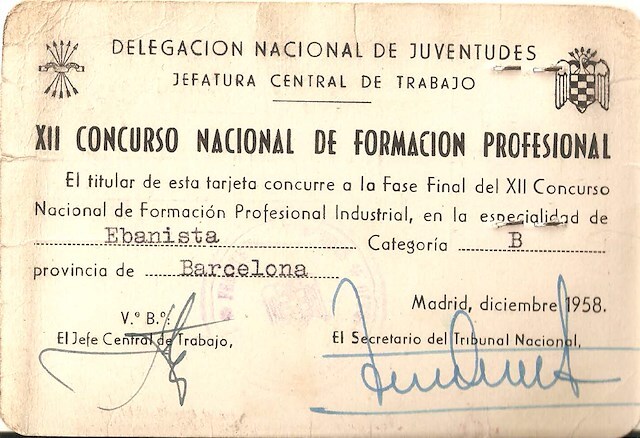 DELEGACION NACIONAL DE JUVENTUDES
JEFATURA CENTRAL DE TRABAJO
XII CONCURSO NACIONAL DE FORMACION PROFESIONAL
El titular de esta tarjeta concurre a la Fase Final del XII Concurso
Nacional de Formación Profesional Industrial, en la especialidad de
Ebanista Categoría B
provincia de Barcelona
Madrid, diciembre 1958.
V.º B.º:
El Jefe Central de Trabajo,
El Secretario del Tribunal Nacional,